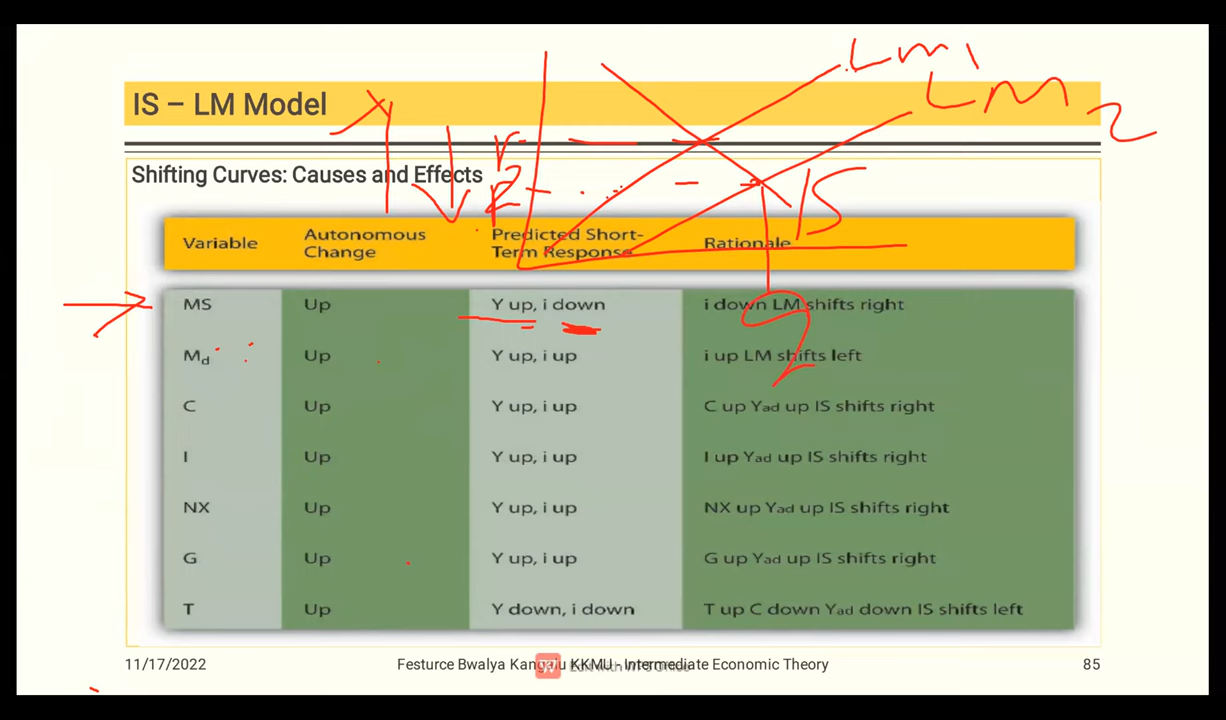 LM1
LM2
IS – LM Model
r
Shifting Curves: Causes and Effects
IS
Variable Autonomous Change Predicted Short-Term Response Rationale
MS Up Y up, i down i down LM shifts right
Md Up Y up, i up i up LM shifts left
C Up Y up, i up C up Yad up IS shifts right
I Up Y up, i up I up Yad up IS shifts right
NX Up Y up, i up NX up Yad up IS shifts right
G Up Y up, i up G up Yad up IS shifts right
T Up Y down, i down T up C down Yad down IS shifts left
11/17/2022 Festurce Bwalya KKMU - Intermediate Economic Theory 85